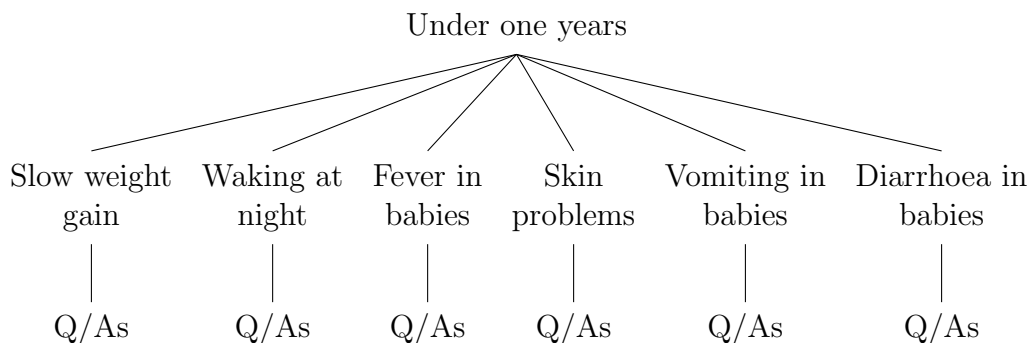 Under one years
Slow weight gain
Waking at night
Fever in babies
Skin problems
Vomiting in babies
Diarrhoea in babies
Q/As
Q/As
Q/As
Q/As
Q/As
Q/As